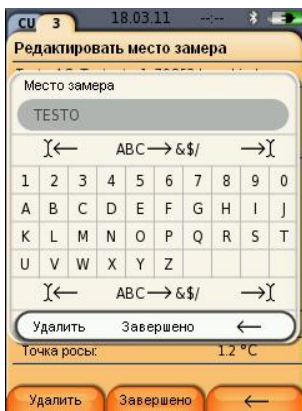 CU 3 18.03.11 --:--
Редактировать место замера
Место замера
TESTO
ABC → &$/
1 2 3 4 5 6 7 8 9 0
A B C D E F G H I J
K L M N O P Q R S T
U V W X Y Z
ABC → &$/
Удалить Завершено ←
Точка росы: 1.2 °C
Удалить Завершено ←